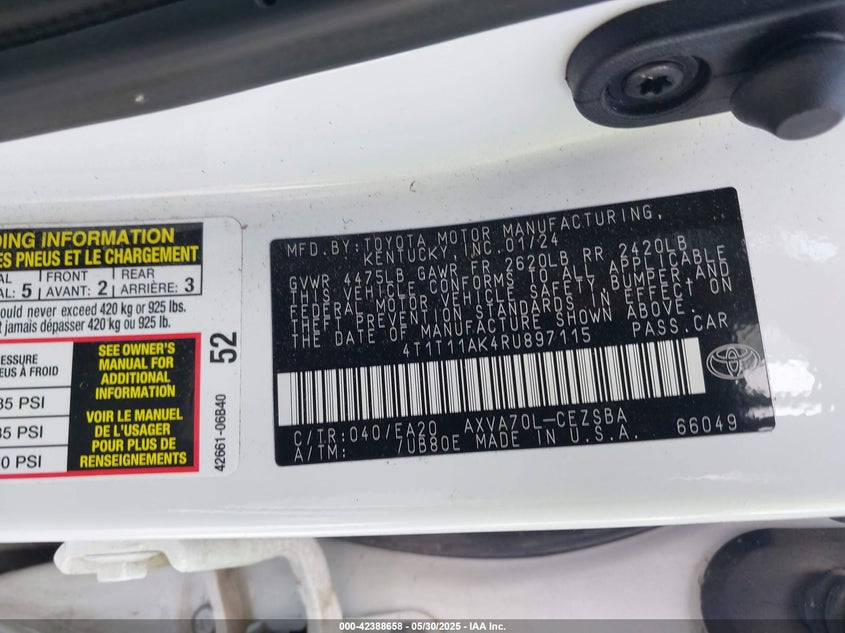 DING INFORMATION
ES PNEUS ET LE CHARGEMENT
AL FRONT REAR
AL: 5 AVANT: 2 ARRIÈRE: 3
ould never exceed 420 kg or 925 lbs.
t jamais dépasser 420 kg ou 925 lb.
ESSURE
EUS À FROID
35 PSI
35 PSI
0 PSI
SEE OWNER'S
MANUAL FOR
ADDITIONAL
INFORMATION
VOIR LE MANUEL
DE L'USAGER
POUR PLUS DE
RENSEIGNEMENTS
42661-06B40
52
MFD. BY: TOYOTA MOTOR MANUFACTURING,
KENTUCKY, INC. 01/24
GVWR 4475LB GAWR FR 2620LB RR 2420LB
THIS VEHICLE CONFORMS TO ALL APPLICABLE
FEDERAL MOTOR VEHICLE SAFETY, BUMPER AND
THEFT PREVENTION STANDARDS IN EFFECT ON
THE DATE OF MANUFACTURE SHOWN ABOVE.
4T1T11AK4RU897115 PASS.CAR
C/TR:040/EA20 AXVA70L-CEZSBA
A/TM: /UB80E MADE IN U.S.A. 66049
000-42388658 - 05/30/2025 - IAA Inc.